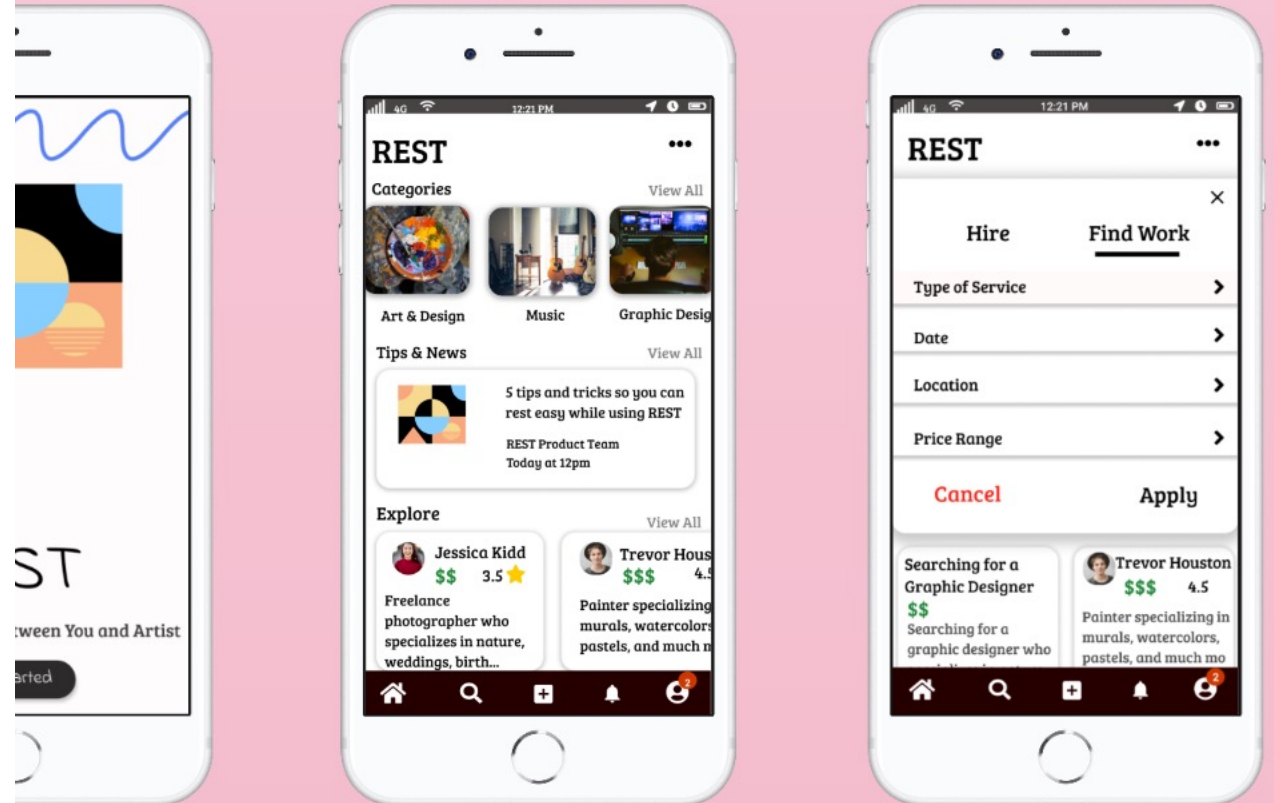 ST
tween You and Artist
arted
4G
12:21 PM
REST
Categories
View All
Art & Design
Music
Graphic Desig
Tips & News
View All
5 tips and tricks so you can
rest easy while using REST
REST Product Team
Today at 12pm
Explore
View All
Jessica Kidd
$$ 3.5
Freelance
photographer who
specializes in nature,
weddings, birth...
Trevor Hous
$$$ 4.5
Painter specializing
murals, watercolors
pastels, and much m
2
4G
12:21 PM
REST
Hire
Find Work
Type of Service
Date
Location
Price Range
Cancel
Apply
Searching for a
Graphic Designer
$$
Searching for a
graphic designer who
Trevor Houston
$$$ 4.5
Painter specializing in
murals, watercolors,
pastels, and much mo
2